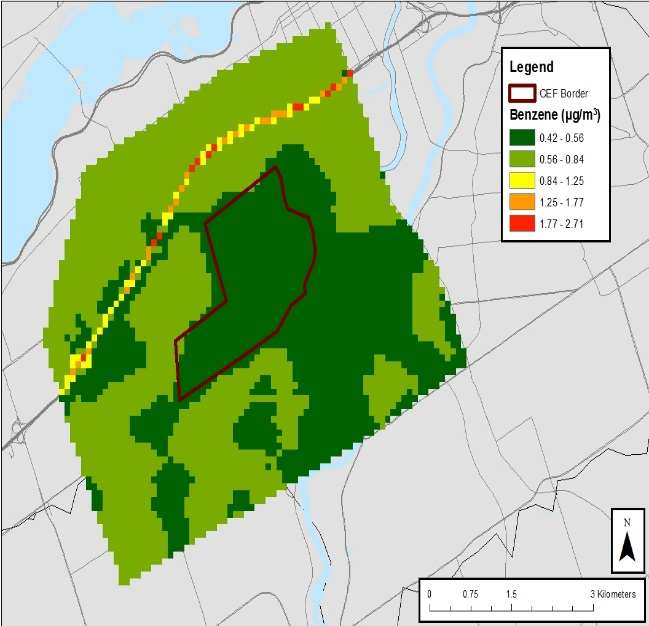 Legend
CEF Border
Benzene (µg/m³)
0.42 - 0.56
0.56 - 0.84
0.84 - 1.25
1.25 - 1.77
1.77 - 2.71
N
0 0.75 1.5 3 Kilometers